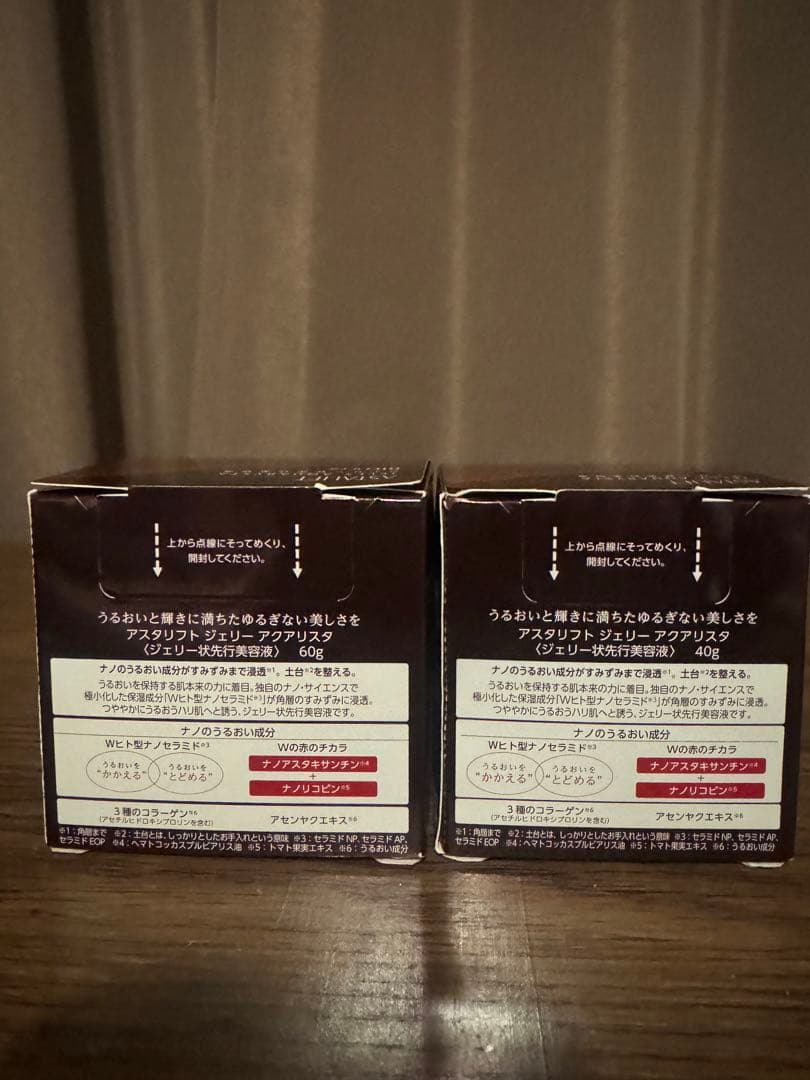 上から点線にそってめくり、
開封してください。
うるおいと輝きに満ちたゆるぎない美しさを
アスタリフト ジェリー アクアリスタ
〈ジェリー状先行美容液〉 60g
ナノのうるおい成分がすみずみまで浸透※1。土台※2を整える。
うるおいを保持する肌本来の力に着目。独自のナノ・サイエンスで
極小化した保湿成分「Wヒト型ナノセラミド※3」が角層のすみずみに浸透。
つややかにうるおうハリ肌へと誘う、ジェリー状先行美容液です。
ナノのうるおい成分
Wヒト型ナノセラミド※3
うるおいを
“かかえる”
うるおいを
“とどめる”
Wの赤のチカラ
ナノアスタキサンチン※4
+
ナノリコピン※5
3種のコラーゲン※6
(アセチルヒドロキシプロリンを含む)
アセンヤクエキス※6
※1:角層まで ※2:土台とは、しっかりとしたお手入れという意味 ※3:セラミド NP、セラミド AP、
セラミド EOP ※4:ヘマトコッカスプルビアリス油 ※5:トマト果実エキス ※6:うるおい成分
上から点線にそってめくり、
開封してください。
うるおいと輝きに満ちたゆるぎない美しさを
アスタリフト ジェリー アクアリスタ
〈ジェリー状先行美容液〉 40g
ナノのうるおい成分がすみずみまで浸透※1。土台※2を整える。
うるおいを保持する肌本来の力に着目。独自のナノ・サイエンスで
極小化した保湿成分「Wヒト型ナノセラミド※3」が角層のすみずみに浸透。
つややかにうるおうハリ肌へと誘う、ジェリー状先行美容液です。
ナノのうるおい成分
Wヒト型ナノセラミド※3
うるおいを
“かかえる”
うるおいを
“とどめる”
Wの赤のチカラ
ナノアスタキサンチン※4
+
ナノリコピン※5
3種のコラーゲン※6
(アセチルヒドロキシプロリンを含む)
アセンヤクエキス※6
※1:角層まで ※2:土台とは、しっかりとしたお手入れという意味 ※3:セラミド NP、セラミド AP、
セラミド EOP ※4:ヘマトコッカスプルビアリス油 ※5:トマト果実エキス ※6:うるおい成分